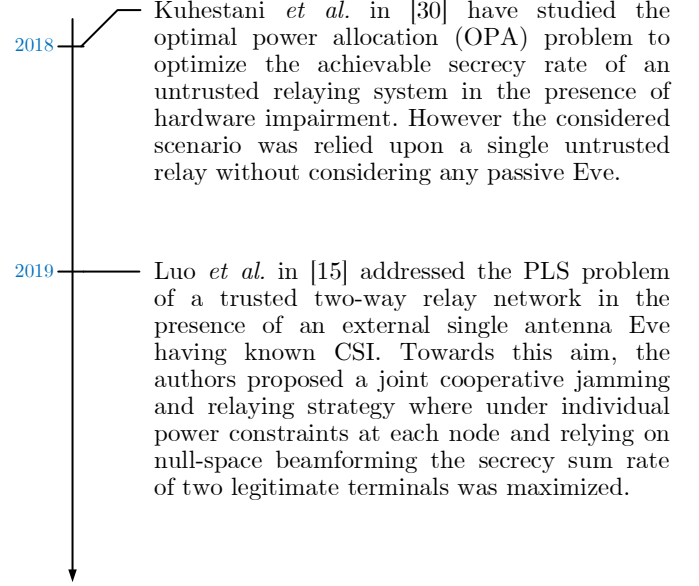 Kuhestani et al. in [30] have studied the
2018
optimal power allocation (OPA) problem to
optimize the achievable secrecy rate of an
untrusted relaying system in the presence of
hardware impairment. However the considered
scenario was relied upon a single untrusted
relay without considering any passive Eve.
2019
Luo et al. in [15] addressed the PLS problem
of a trusted two-way relay network in the
presence of an external single antenna Eve
having known CSI. Towards this aim, the
authors proposed a joint cooperative jamming
and relaying strategy where under individual
power constraints at each node and relying on
null-space beamforming the secrecy sum rate
of two legitimate terminals was maximized.